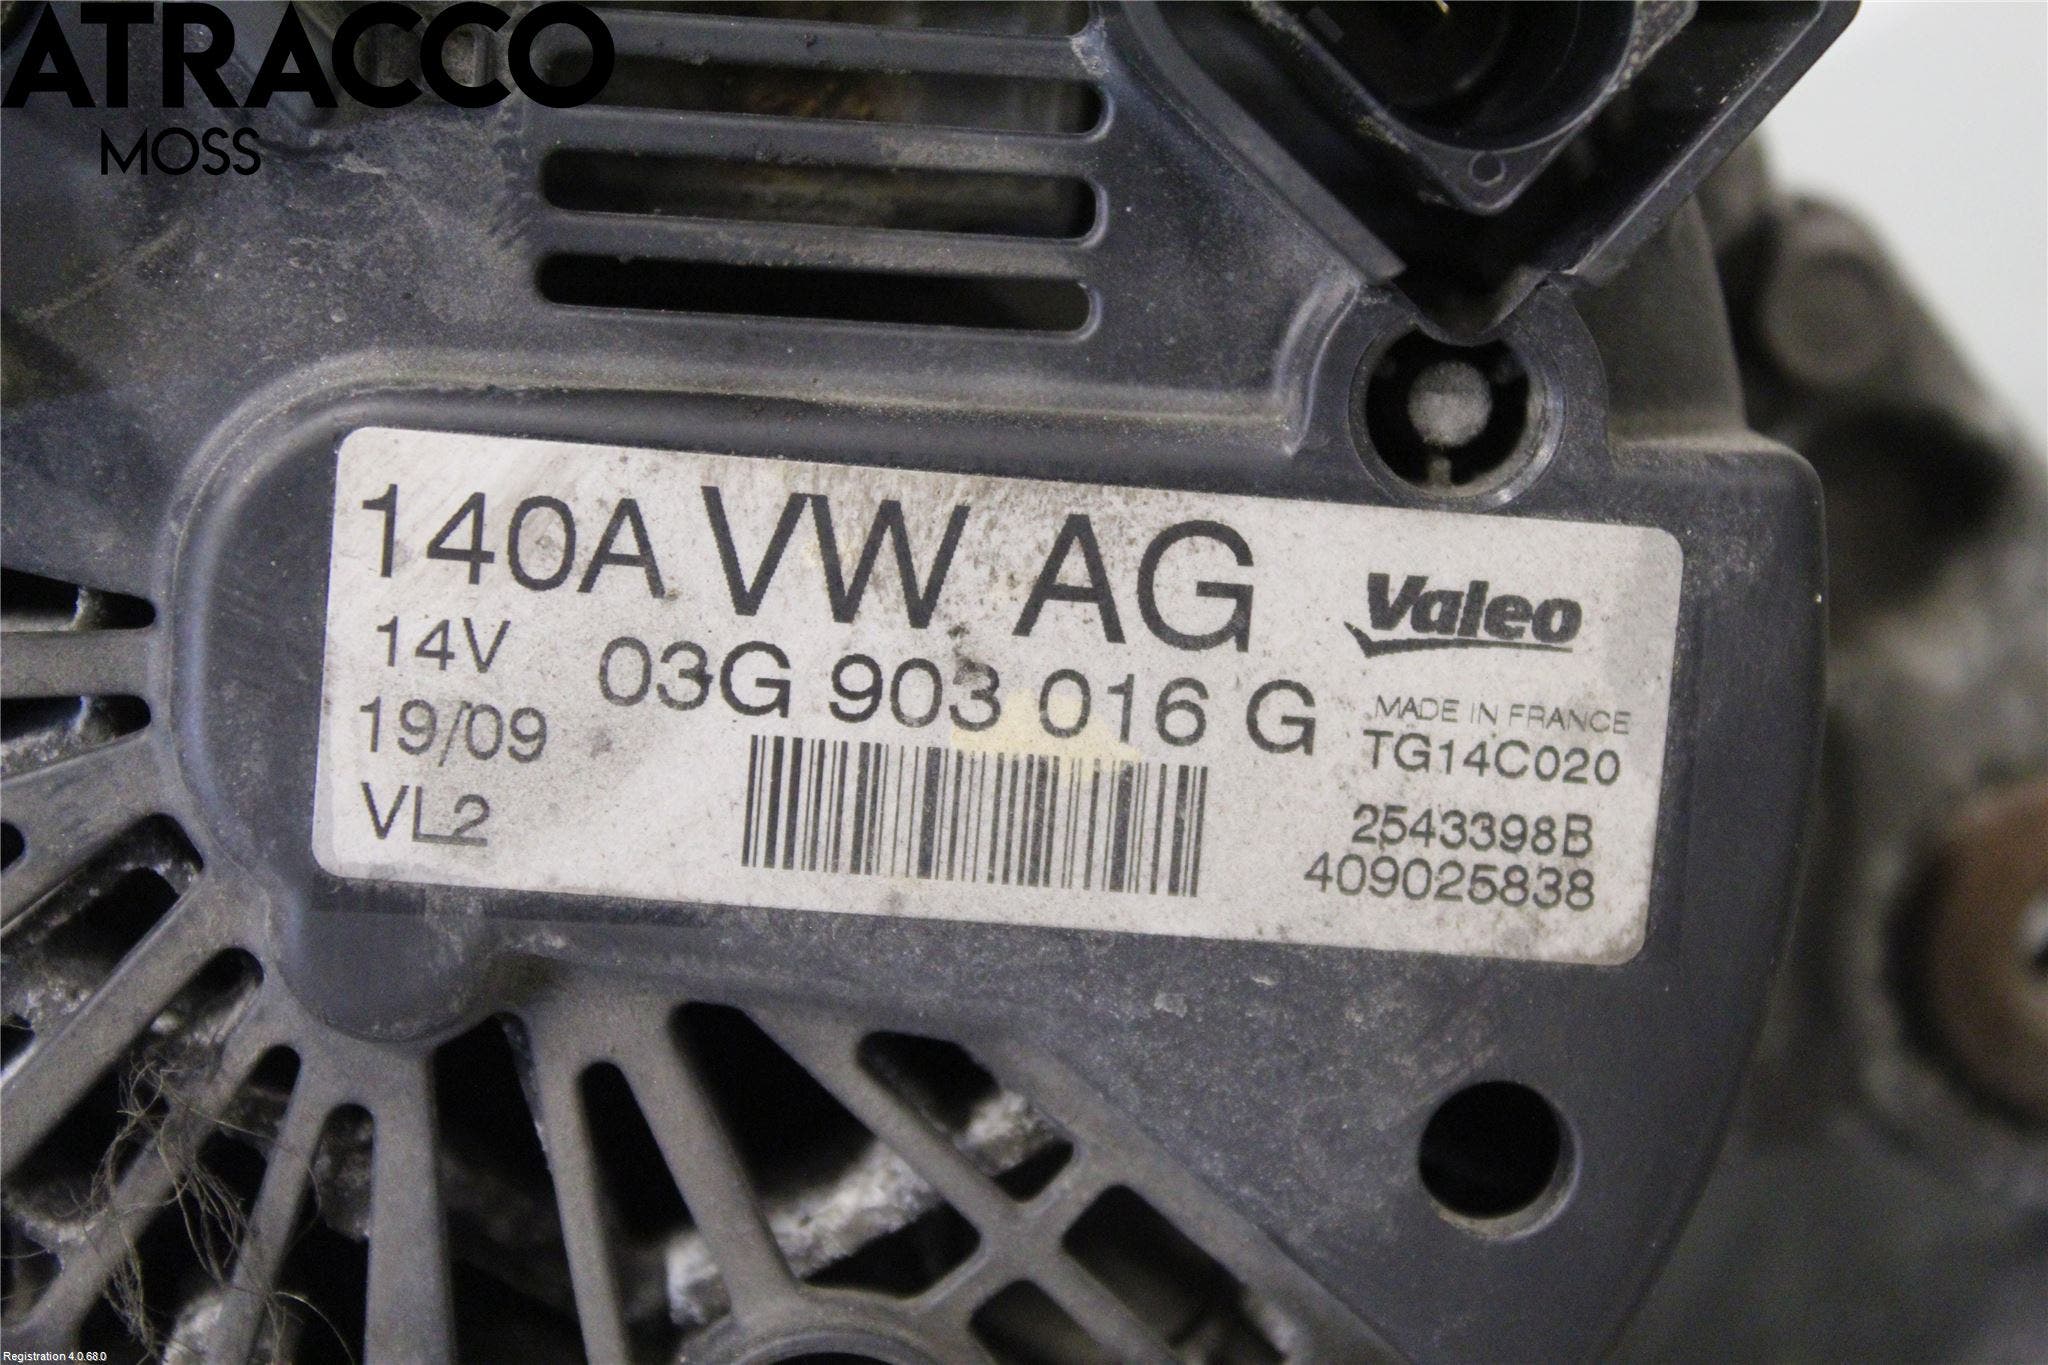 ATRACCO
MOSS
140A VW AG
Valeo
14V
03G 903 016 G
MADE IN FRANCE
19/09
TG14C020
VL2
2543398B
409025838
Registration 4.0.68.0